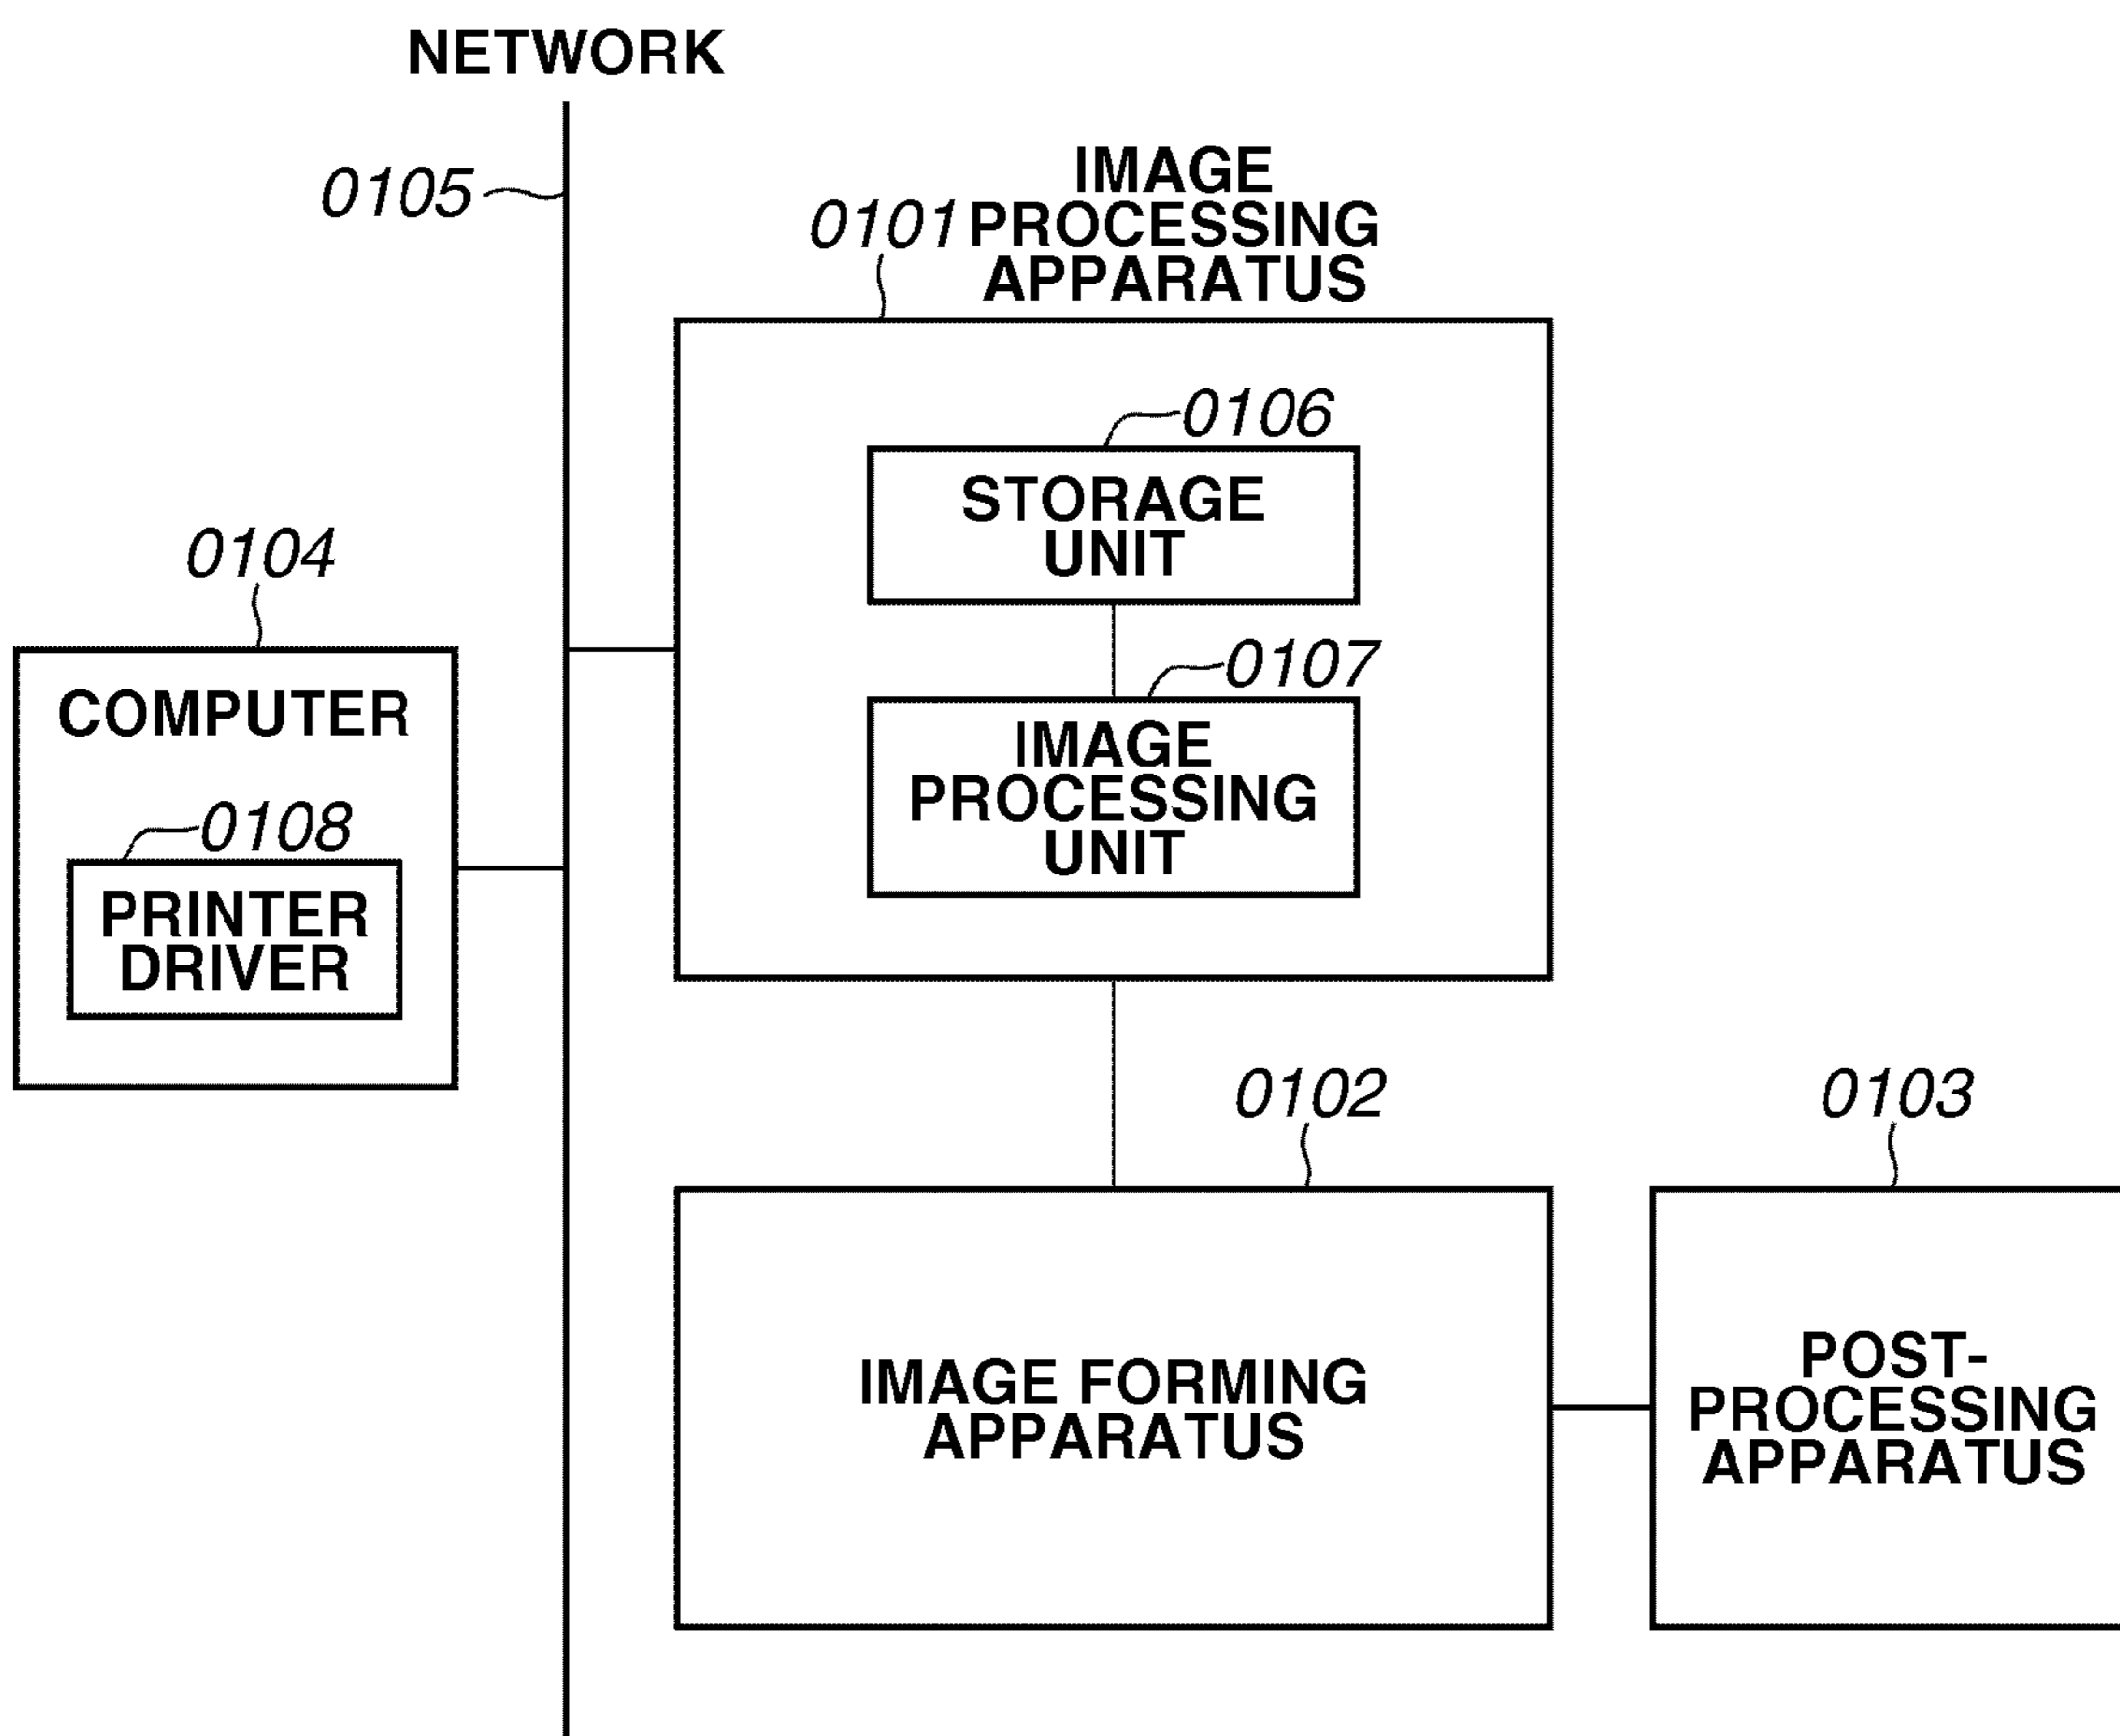 NETWORK
0105
IMAGE
0101 PROCESSING
APPARATUS
0106
STORAGE
UNIT
0104
0107
COMPUTER
IMAGE
PROCESSING
UNIT
0108
PRINTER
DRIVER
0102
0103
IMAGE FORMING
APPARATUS
POST-
PROCESSING
APPARATUS